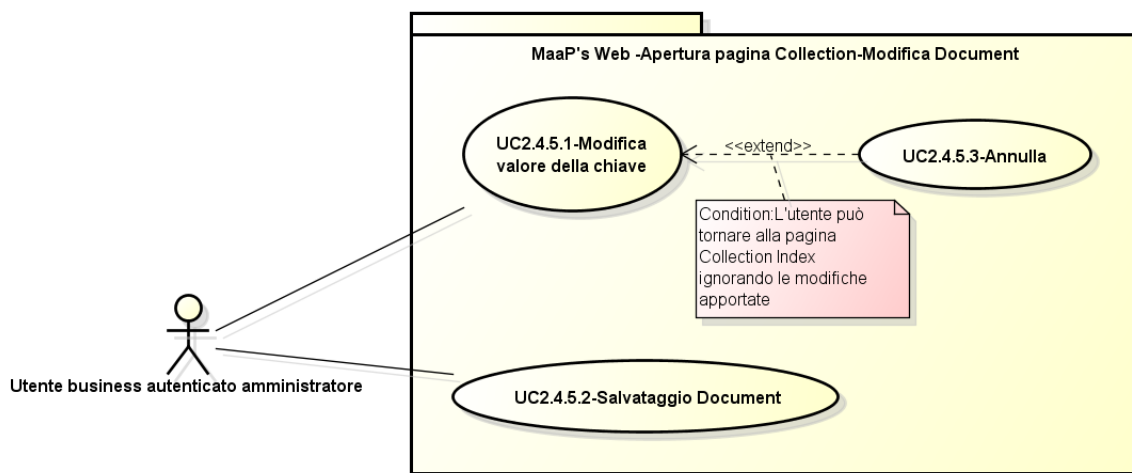 MaaP's Web -Apertura pagina Collection-Modifica Document
UC2.4.5.1-Modifica
valore della chiave
<<extend>>
UC2.4.5.3-Annulla
Condition:L'utente può
tornare alla pagina
Collection Index
ignorando le modifiche
apportate
Utente business autenticato amministratore
UC2.4.5.2-Salvataggio Document